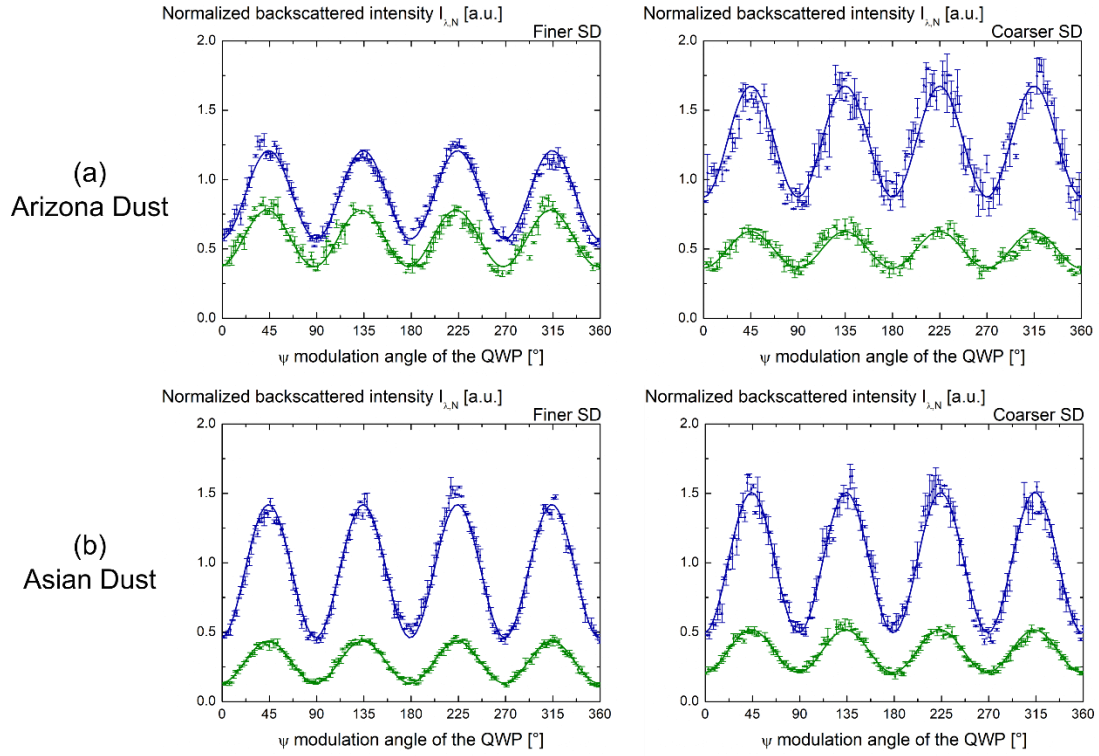 Normalized backscattered intensity Iλ,N [a.u.]
Finer SD
2.0
1.5
1.0
0.5
0.0
0 45 90 135 180 225 270 315 360
ψ modulation angle of the QWP [°]
Normalized backscattered intensity Iλ,N [a.u.]
Coarser SD
2.0
1.5
1.0
0.5
0.0
0 45 90 135 180 225 270 315 360
ψ modulation angle of the QWP [°]
(a)
Arizona Dust
Normalized backscattered intensity Iλ,N [a.u.]
Finer SD
2.0
1.5
1.0
0.5
0.0
0 45 90 135 180 225 270 315 360
ψ modulation angle of the QWP [°]
Normalized backscattered intensity Iλ,N [a.u.]
Coarser SD
2.0
1.5
1.0
0.5
0.0
0 45 90 135 180 225 270 315 360
ψ modulation angle of the QWP [°]
(b)
Asian Dust